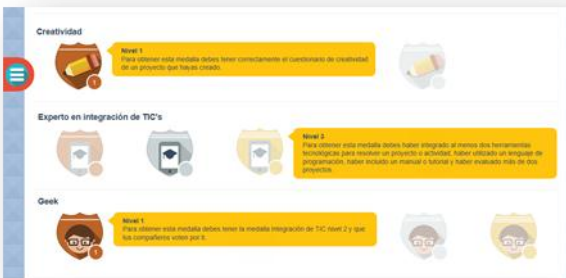 Creatividad
Nivel 1
Para obtener esta medalla debes tener correctamente el cuestionario de creatividad
de un proyecto que hayas creado.
1
Experto en integración de TIC's
Nivel 3
Para obtener esta medalla debes haber integrado al menos dos herramientas
tecnológicas para resolver un proyecto o actividad, haber utilizado un lenguaje de
programación, haber incluido un manual o tutorial y haber evaluado más de dos
proyectos.
Geek
Nivel 1
Para obtener esta medalla debes tener la medalla integración de TIC nivel 2 y que
tus compañeros voten por ti.
1